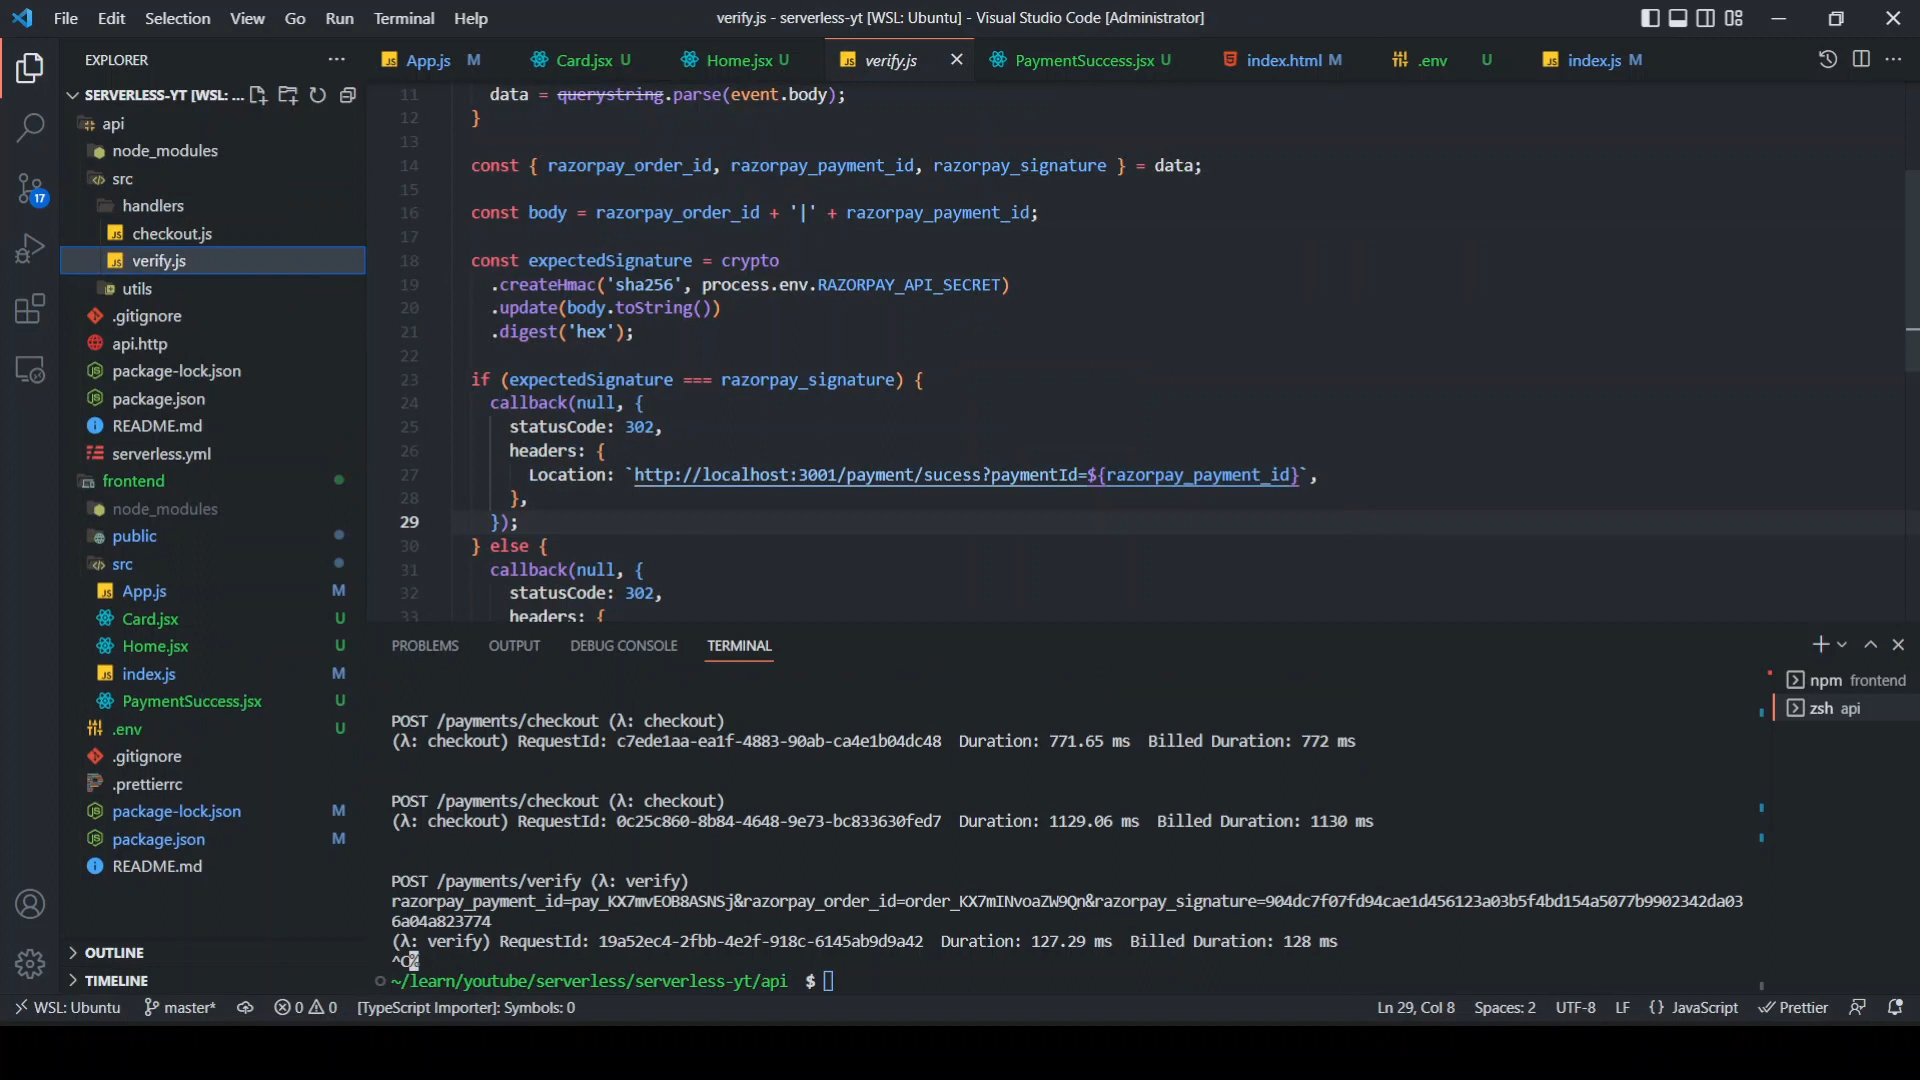 File Edit Selection View Go Run Terminal Help
verify.js - serverless-yt [WSL: Ubuntu] - Visual Studio Code [Administrator]
EXPLORER
App.js M
Card.jsx U
Home.jsx U
verify.js
PaymentSuccess.jsx U
index.html M
.env U
index.js M
SERVERLESS-YT [WSL: ...
api
node_modules
src
handlers
checkout.js
verify.js
utils
.gitignore
api.http
package-lock.json
package.json
README.md
serverless.yml
frontend
node_modules
public
src
App.js M
Card.jsx U
Home.jsx U
index.js M
PaymentSuccess.jsx U
.env U
.gitignore
.prettierrc
package-lock.json M
package.json M
README.md
OUTLINE
TIMELINE
17
11 data = querystring.parse(event.body);
12 }
13
14 const { razorpay_order_id, razorpay_payment_id, razorpay_signature } = data;
15
16 const body = razorpay_order_id + '|' + razorpay_payment_id;
17
18 const expectedSignature = crypto
19 .createHmac('sha256', process.env.RAZORPAY_API_SECRET)
20 .update(body.toString())
21 .digest('hex');
22
23 if (expectedSignature === razorpay_signature) {
24 callback(null, {
25 statusCode: 302,
26 headers: {
27 Location: `http://localhost:3001/payment/sucess?paymentId=${razorpay_payment_id}`,
28 },
29 });
30 } else {
31 callback(null, {
32 statusCode: 302,
33 headers: {
PROBLEMS OUTPUT DEBUG CONSOLE TERMINAL
npm frontend
zsh api
POST /payments/checkout (λ: checkout)
(λ: checkout) RequestId: c7ede1aa-ea1f-4883-90ab-ca4e1b04dc48 Duration: 771.65 ms Billed Duration: 772 ms
POST /payments/checkout (λ: checkout)
(λ: checkout) RequestId: 0c25c860-8b84-4648-9e73-bc833630fed7 Duration: 1129.06 ms Billed Duration: 1130 ms
POST /payments/verify (λ: verify)
razorpay_payment_id=pay_KX7mvEOB8ASNSj&razorpay_order_id=order_KX7mINvoaZW9Qn&razorpay_signature=904dc7f07fd94cae1d456123a03b5f4bd154a5077b9902342da03
6a04a823774
(λ: verify) RequestId: 19a52ec4-2fbb-4e2f-918c-6145ab9d9a42 Duration: 127.29 ms Billed Duration: 128 ms
^C%
~/learn/youtube/serverless/serverless-yt/api $
WSL: Ubuntu master* 0 0 [TypeScript Importer]: Symbols: 0 Ln 29, Col 8 Spaces: 2 UTF-8 LF {} JavaScript Prettier